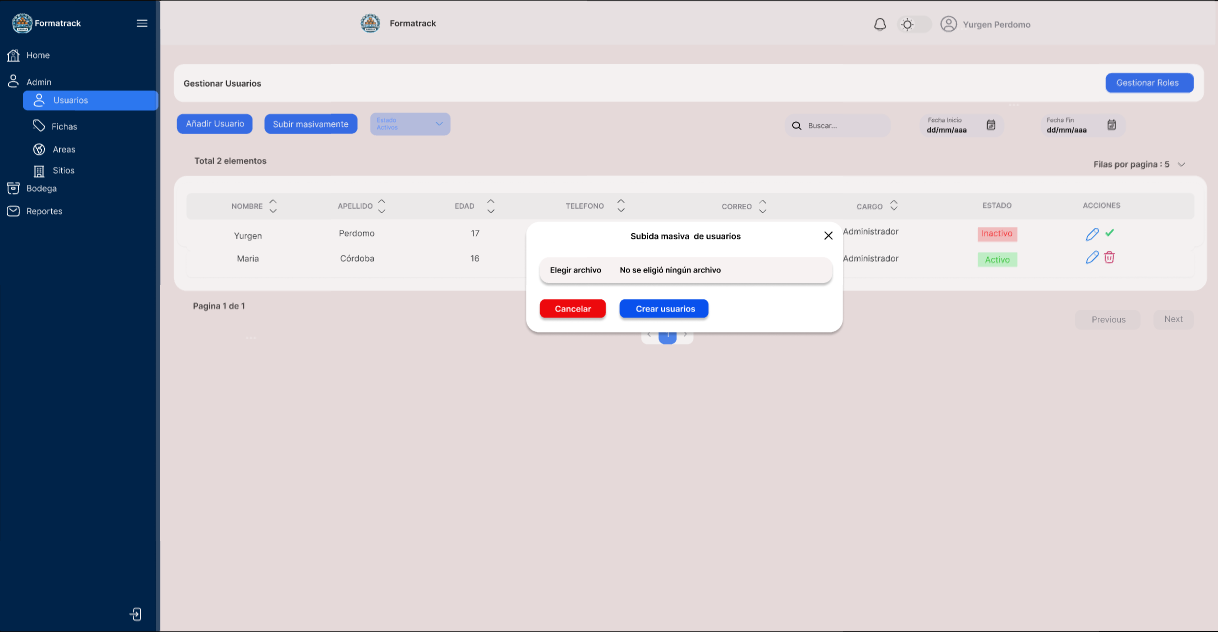 Formatrack
Formatrack
Yurgen Perdomo
Home
Admin
Usuarios
Fichas
Areas
Sitios
Bodega
Reportes
Gestionar Usuarios
Gestionar Roles
Añadir Usuario
Subir masivamente
Estado
Activos
Buscar...
Fecha Inicio
dd/mm/aaa
Fecha Fin
dd/mm/aaa
Total 2 elementos
Filas por pagina : 5
NOMBRE APELLIDO EDAD TELEFONO CORREO CARGO ESTADO ACCIONES
Yurgen Perdomo 17 Administrador Inactivo
Maria Córdoba 16 Administrador Activo
Subida masiva de usuarios
Elegir archivo No se eligió ningún archivo
Cancelar Crear usuarios
Pagina 1 de 1
1
Previous Next